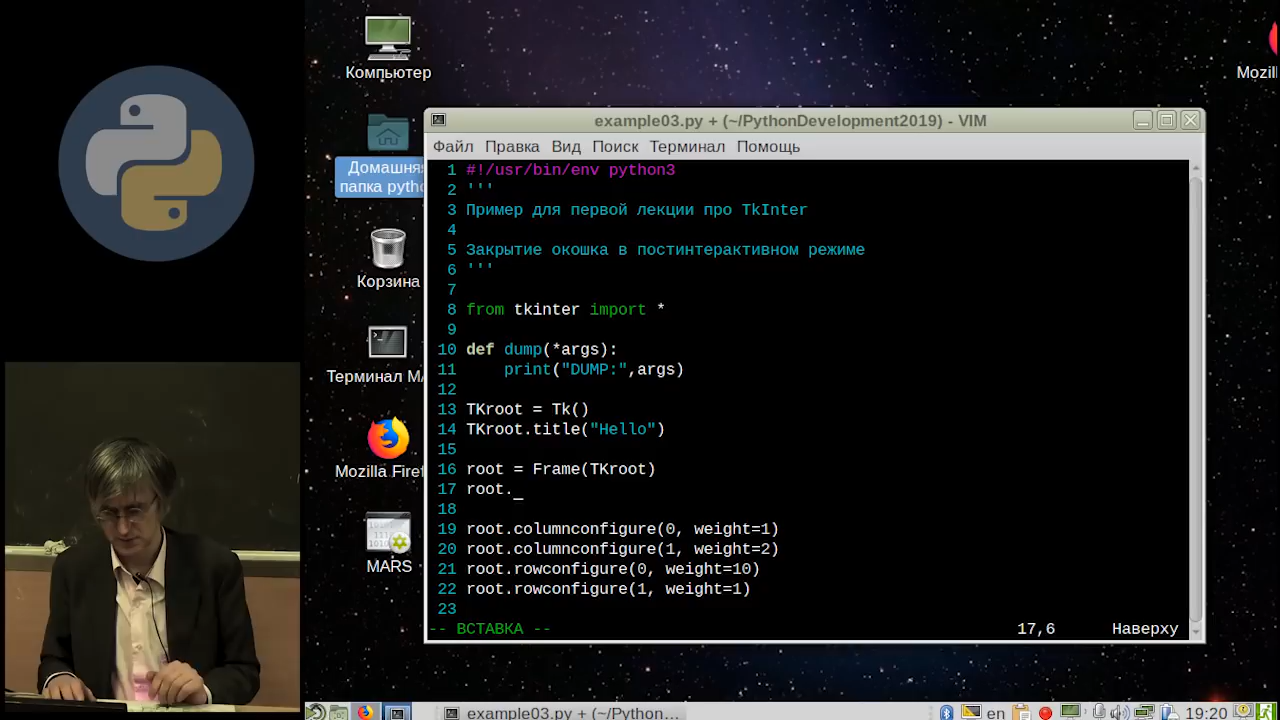 Компьютер
Mozill
Домашняя
папка pytho
Корзина
Терминал MA
Mozilla Firef
MARS
example03.py + (~/PythonDevelopment2019) - VIM
Файл Правка Вид Поиск Терминал Помощь
1 #!/usr/bin/env python3
2 '''
3 Пример для первой лекции про TkInter
4
5 Закрытие окошка в постинтерактивном режиме
6 '''
7
8 from tkinter import *
9
10 def dump(*args):
11     print("DUMP:",args)
12
13 TKroot = Tk()
14 TKroot.title("Hello")
15
16 root = Frame(TKroot)
17 root._
18
19 root.columnconfigure(0, weight=1)
20 root.columnconfigure(1, weight=2)
21 root.rowconfigure(0, weight=10)
22 root.rowconfigure(1, weight=1)
23
-- ВСТАВКА -- 17,6 Наверху
example03.py + (~/Python... en 19:20